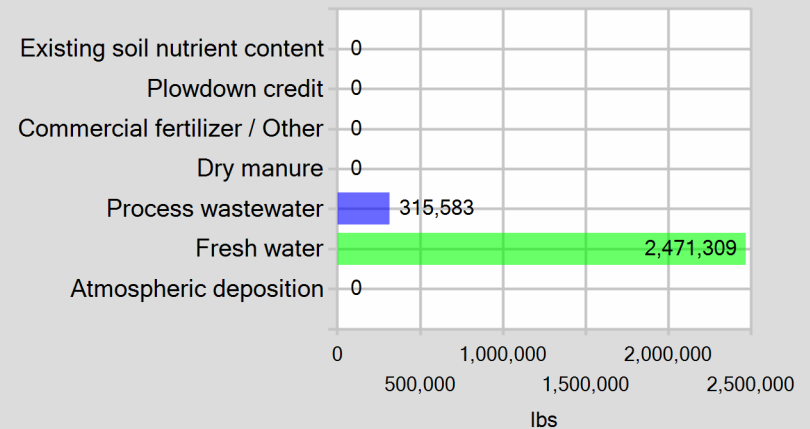 Existing soil nutrient content 0
Plowdown credit 0
Commercial fertilizer / Other 0
Dry manure 0
Process wastewater 315,583
Fresh water 2,471,309
Atmospheric deposition 0
0 1,000,000 2,000,000
500,000 1,500,000 2,500,000
lbs